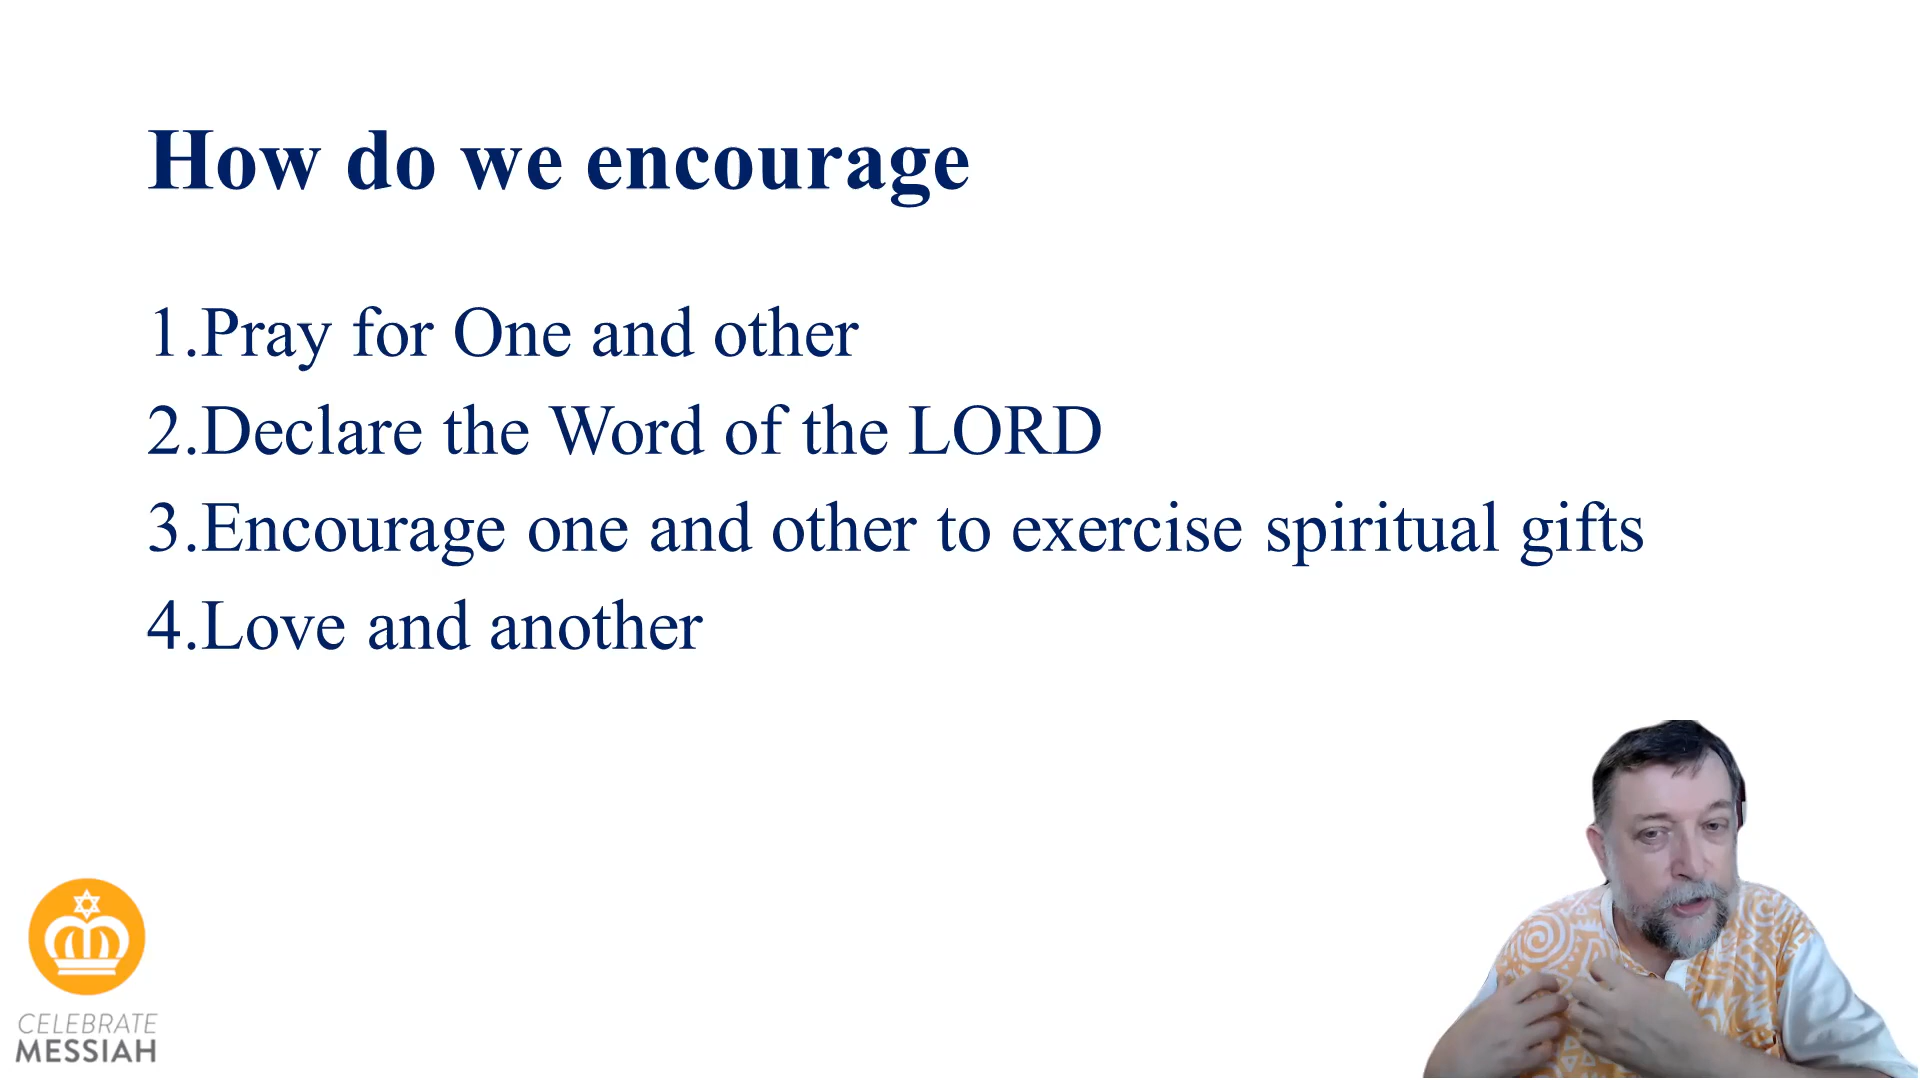 How do we encourage
1.Pray for One and other
2.Declare the Word of the LORD
3.Encourage one and other to exercise spiritual gifts
4.Love and another
CELEBRATE
MESSIAH